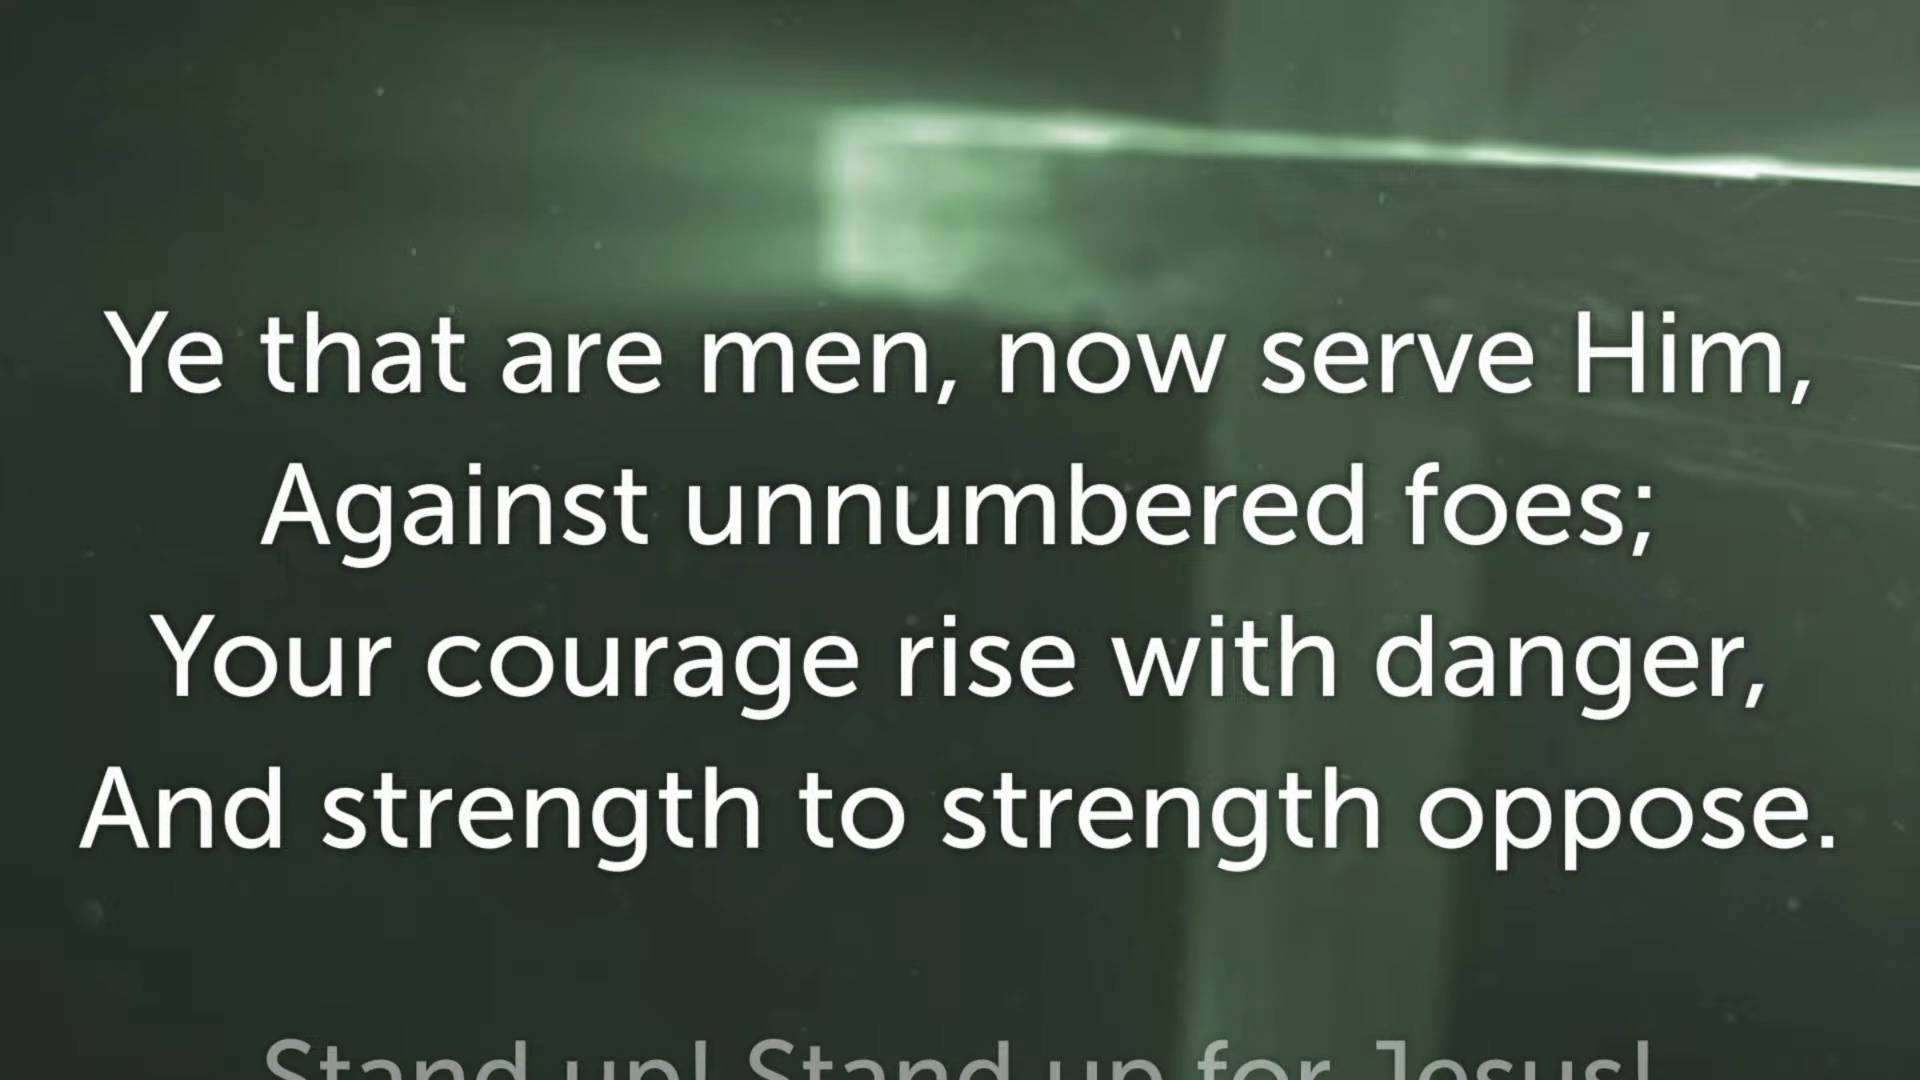 Ye that are men, now serve Him,
Against unnumbered foes;
Your courage rise with danger,
And strength to strength oppose.
Stand up! Stand up for Jesus!